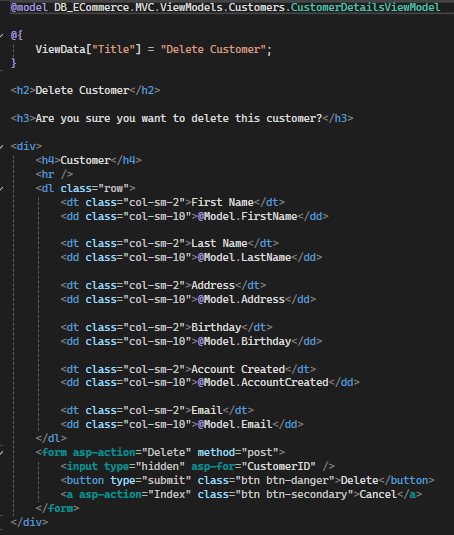 @model DB_ECommerce.MVC.ViewModels.Customers.CustomerDetailsViewModel
@{
ViewData["Title"] = "Delete Customer";
}
<h2>Delete Customer</h2>
<h3>Are you sure you want to delete this customer?</h3>
<div>
<h4>Customer</h4>
<hr />
<dl class="row">
<dt class="col-sm-2">First Name</dt>
<dd class="col-sm-10">@Model.FirstName</dd>
<dt class="col-sm-2">Last Name</dt>
<dd class="col-sm-10">@Model.LastName</dd>
<dt class="col-sm-2">Address</dt>
<dd class="col-sm-10">@Model.Address</dd>
<dt class="col-sm-2">Birthday</dt>
<dd class="col-sm-10">@Model.Birthday</dd>
<dt class="col-sm-2">Account Created</dt>
<dd class="col-sm-10">@Model.AccountCreated</dd>
<dt class="col-sm-2">Email</dt>
<dd class="col-sm-10">@Model.Email</dd>
</dl>
<form asp-action="Delete" method="post">
<input type="hidden" asp-for="CustomerID" />
<button type="submit" class="btn btn-danger">Delete</button>
<a asp-action="Index" class="btn btn-secondary">Cancel</a>
</form>
</div>